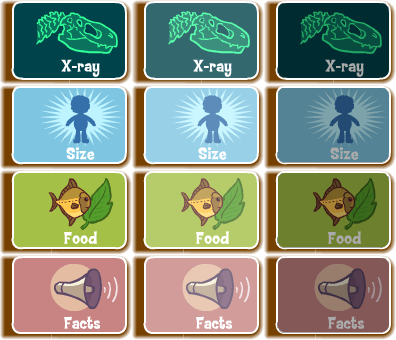 X-ray X-ray X-ray
Size Size Size
Food Food Food
Facts Facts Facts